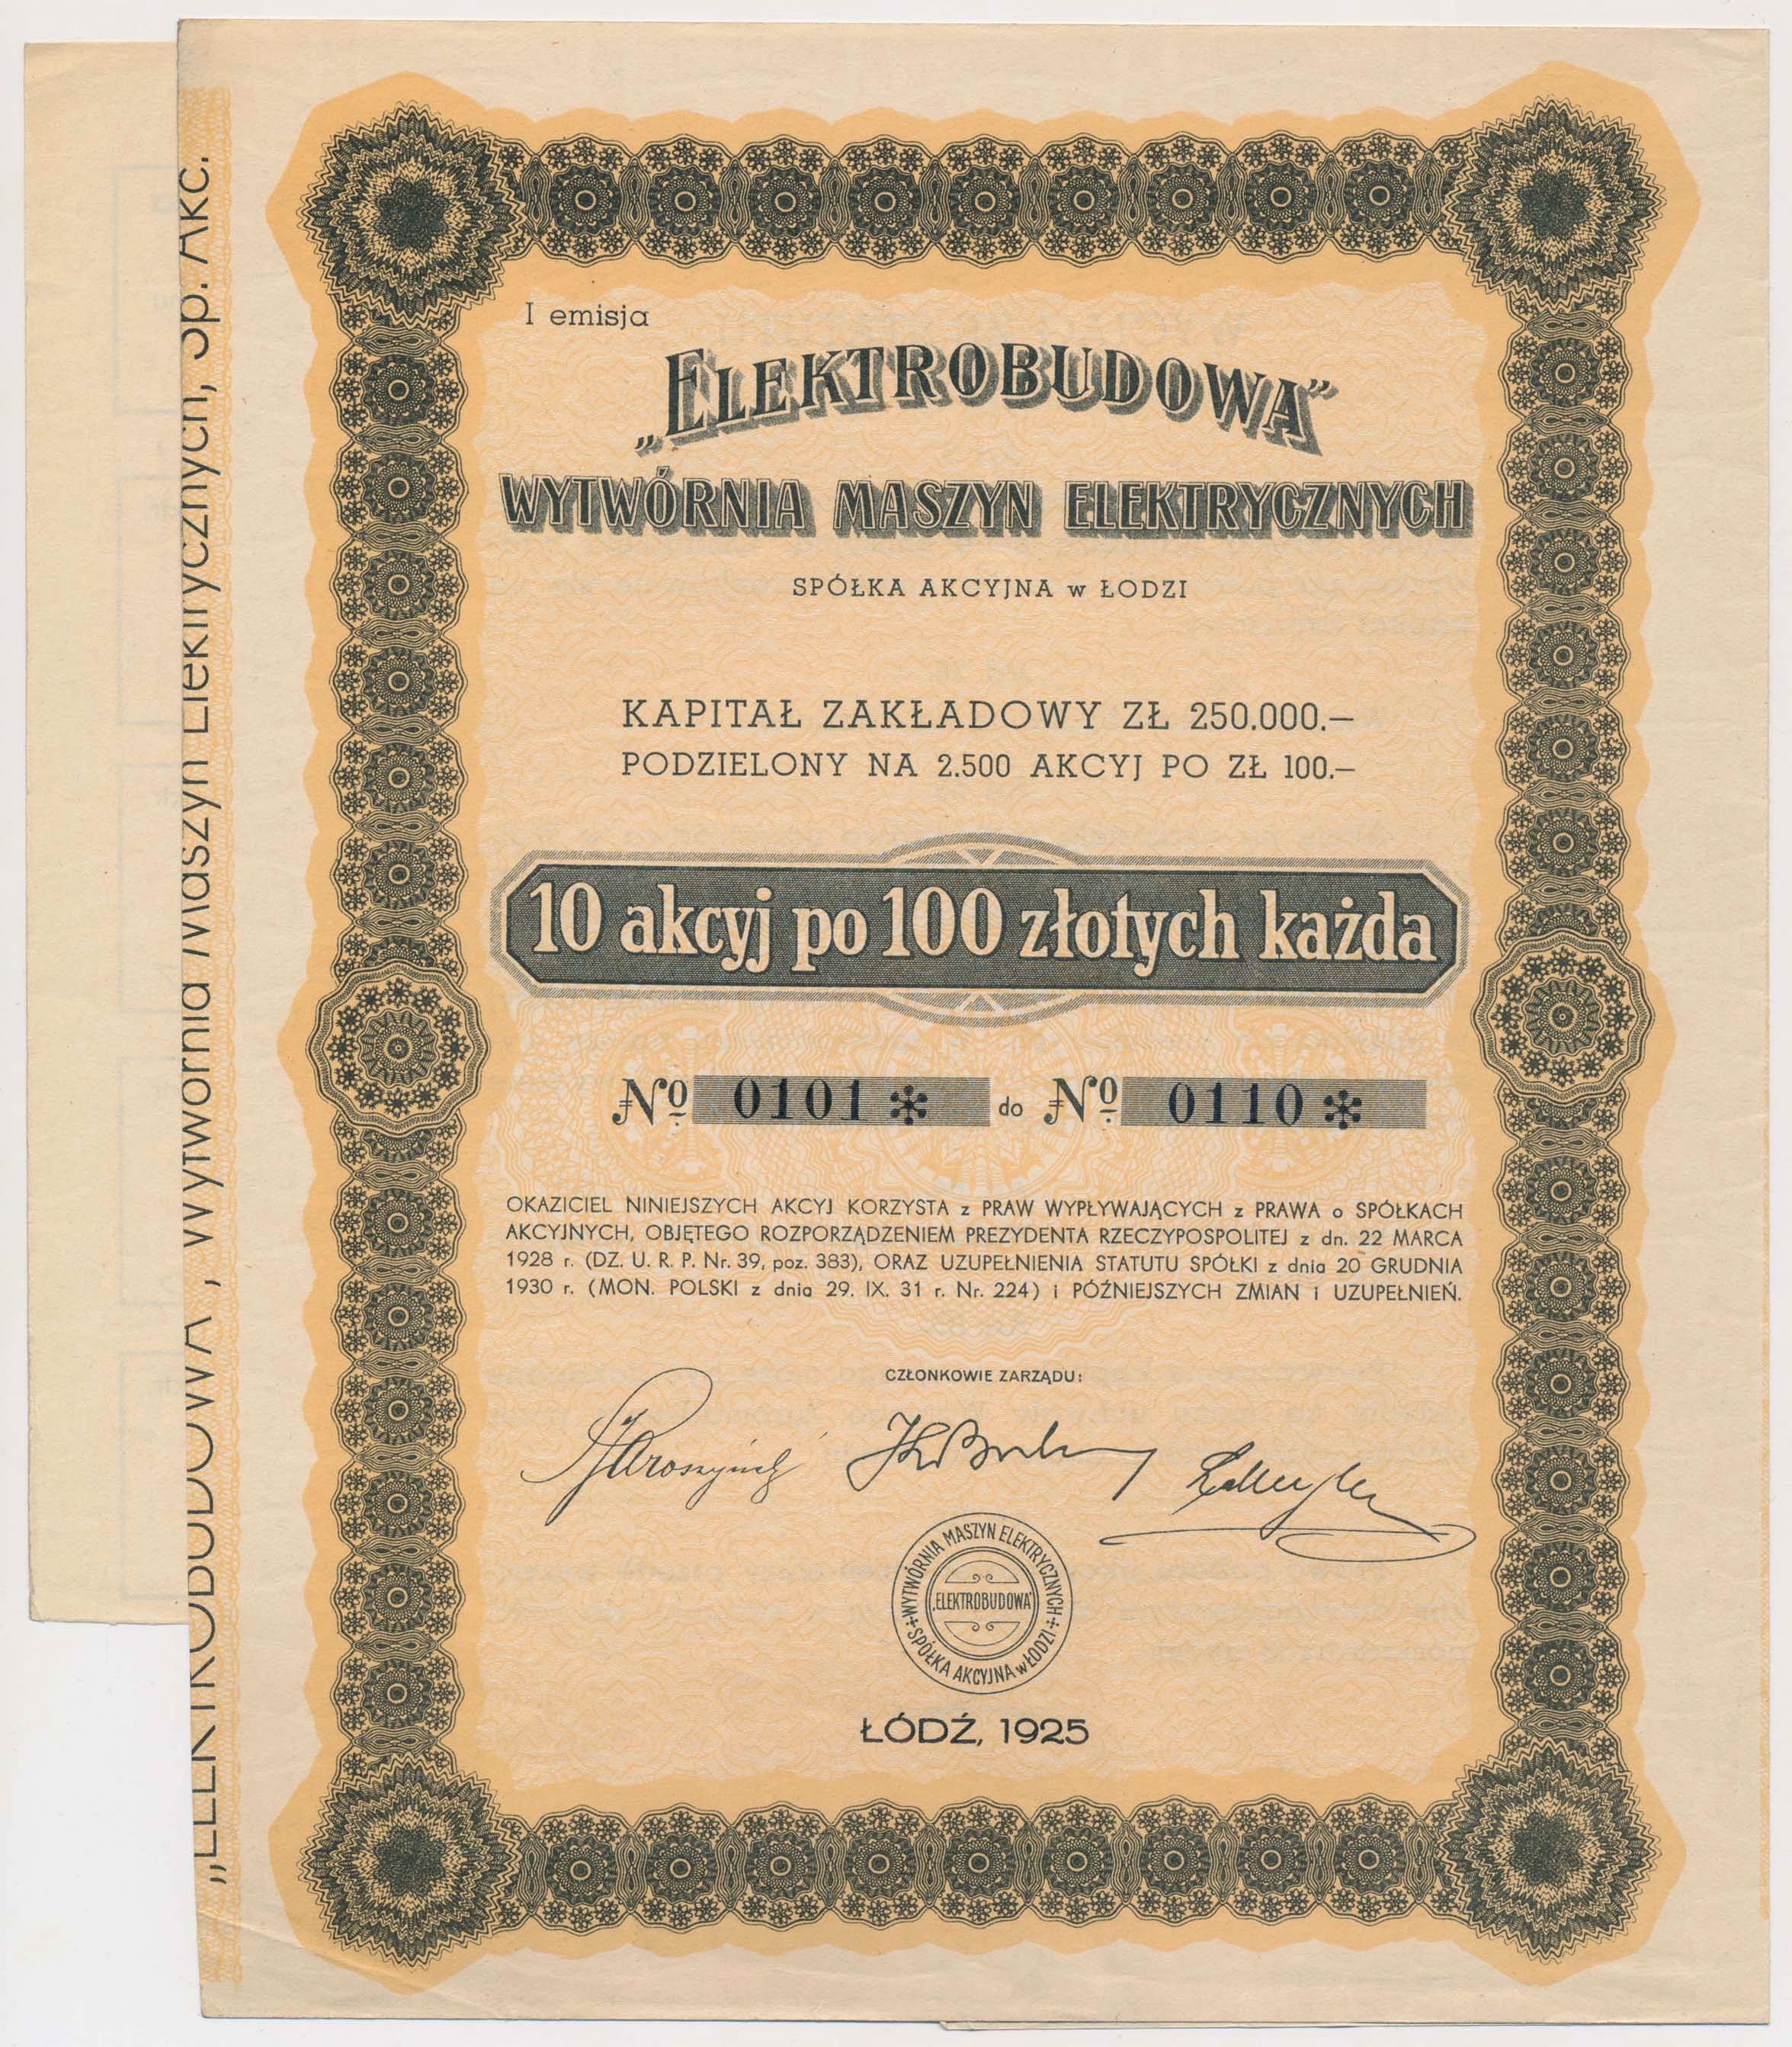 I emisja
„ELEKTROBUDOWA”
WYTWÓRNIA MASZYN ELEKTRYCZNYCH
SPÓŁKA AKCYJNA w ŁODZI
KAPITAŁ ZAKŁADOWY ZŁ 250.000.—
PODZIELONY NA 2.500 AKCYJ PO ZŁ 100.—
10 akcyj po 100 złotych każda
№ 0101* do № 0110*
OKAZICIEL NINIEJSZYCH AKCYJ KORZYSTA z PRAW WYPŁYWAJĄCYCH z PRAWA o SPÓŁKACH
AKCYJNYCH, OBJĘTEGO ROZPORZĄDZENIEM PREZYDENTA RZECZYPOSPOLITEJ z dn. 22 MARCA
1928 r. (DZ. U. R. P. Nr. 39, poz. 383), ORAZ UZUPEŁNIENIA STATUTU SPÓŁKI z dnia 20 GRUDNIA
1930 r. (MON. POLSKI z dnia 29. IX. 31 r. Nr. 224) i PÓŹNIEJSZYCH ZMIAN i UZUPEŁNIEŃ.
CZŁONKOWIE ZARZĄDU:
WYTWÓRNIA MASZYN ELEKTRYCZNYCH
„ELEKTROBUDOWA”
SPÓŁKA AKCYJNA w ŁODZI
ŁÓDŹ, 1925
„ELEKTROBUDOWA”, Wytwórnia Maszyn Elektrycznych, Sp. Akc.